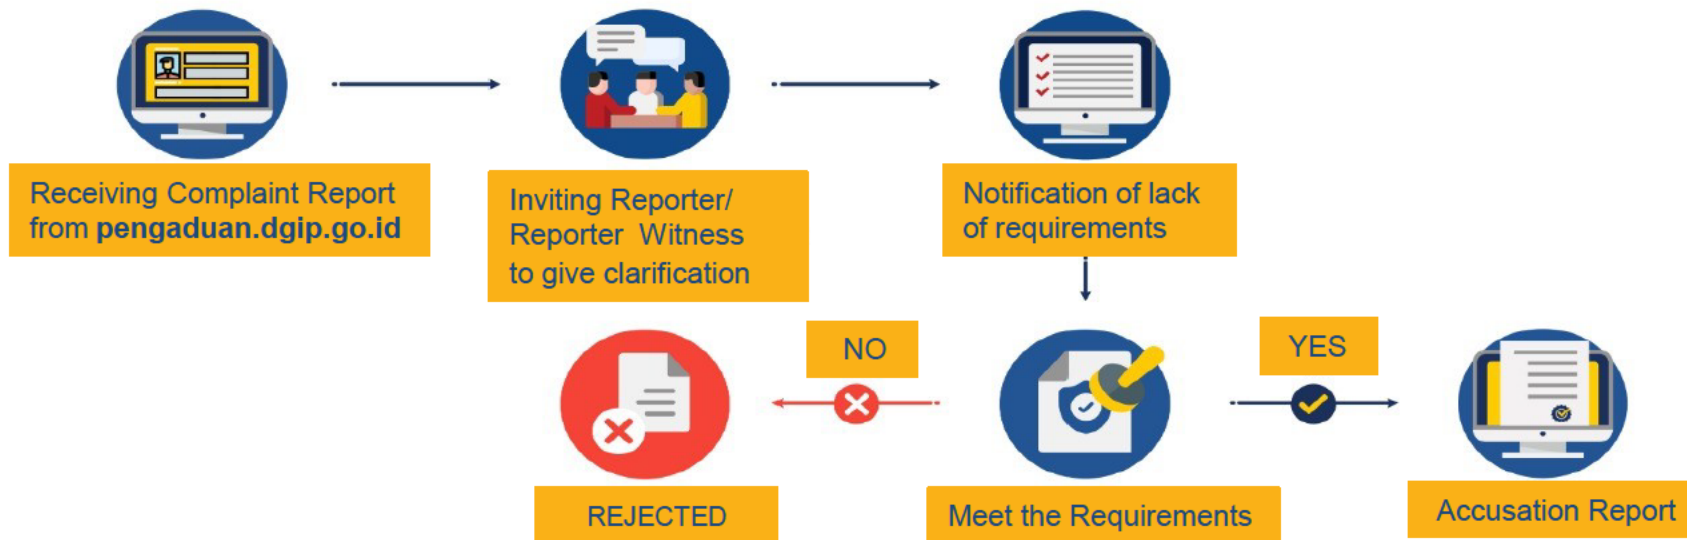 Receiving Complaint Report
from pengaduan.dgip.go.id
Inviting Reporter/
Reporter Witness
to give clarification
Notification of lack
of requirements
NO
YES
REJECTED
Meet the Requirements
Accusation Report